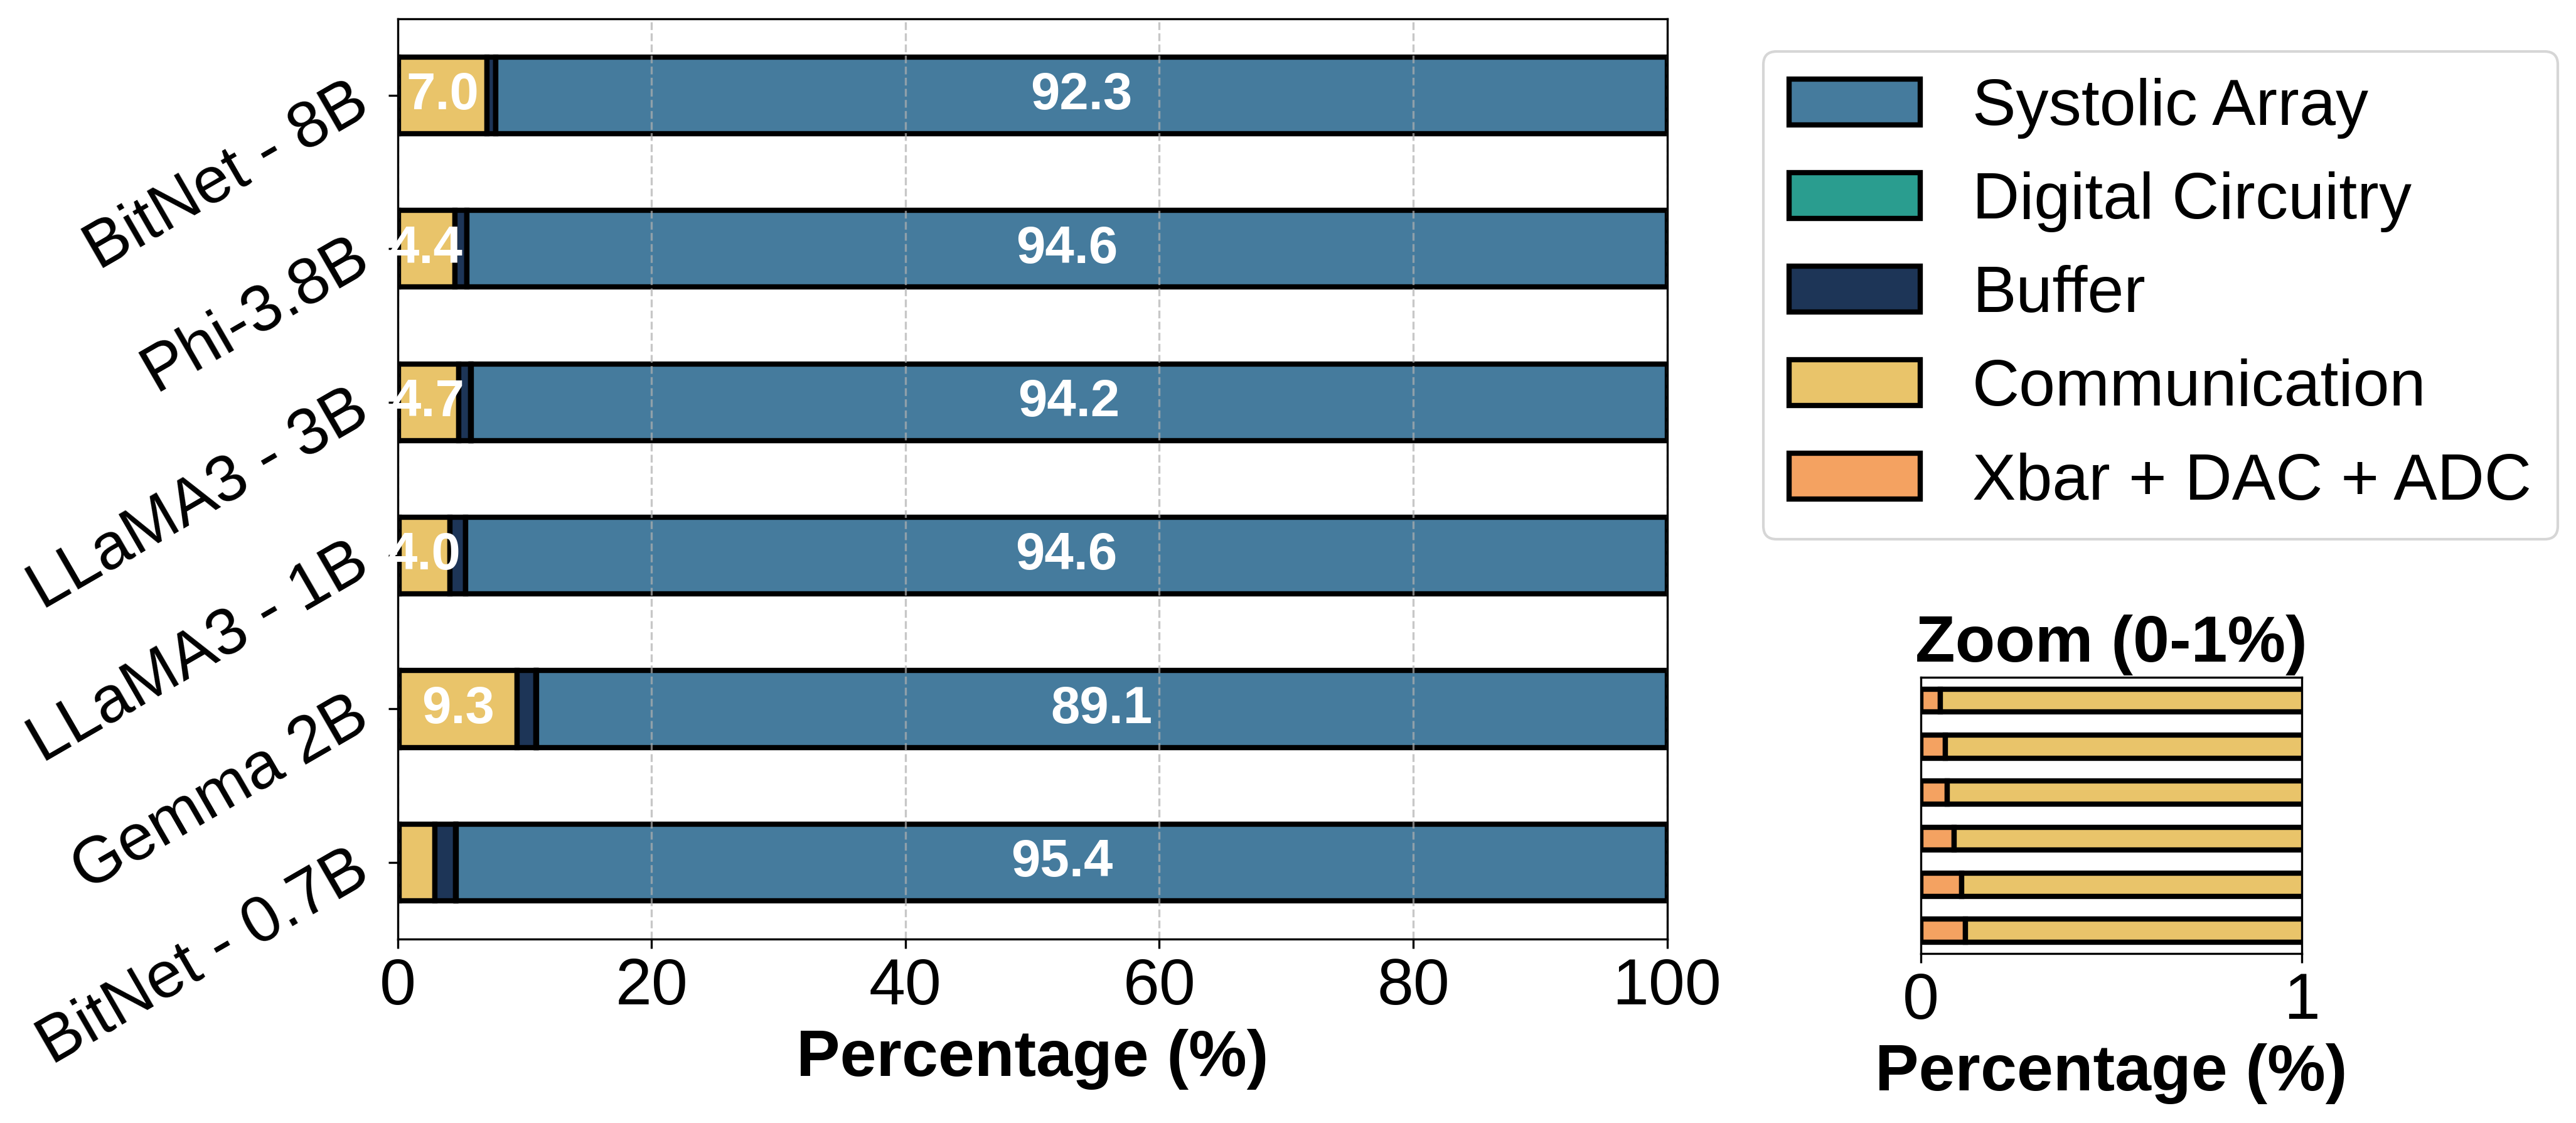 BitNet - 8B
7.0
92.3
Phi-3.8B
4.4
94.6
LLaMA3 - 3B
4.7
94.2
LLaMA3 - 1B
4.0
94.6
Gemma 2B
9.3
89.1
BitNet - 0.7B
95.4
0 20 40 60 80 100
Percentage (%)
Systolic Array
Digital Circuitry
Buffer
Communication
Xbar + DAC + ADC
Zoom (0-1%)
0 1
Percentage (%)